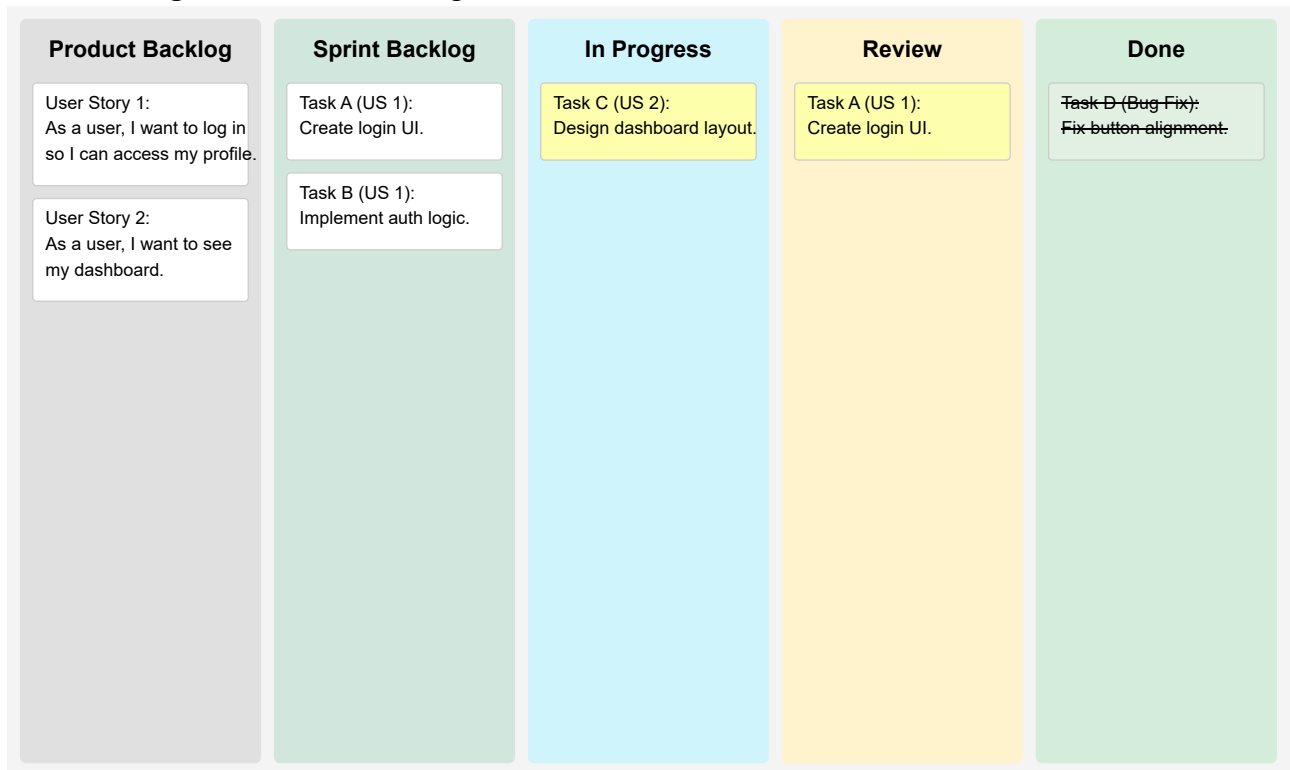 Product Backlog
User Story 1:
As a user, I want to log in
so I can access my profile.
User Story 2:
As a user, I want to see
my dashboard.
Sprint Backlog
Task A (US 1):
Create login UI.
Task B (US 1):
Implement auth logic.
In Progress
Task C (US 2):
Design dashboard layout.
Review
Task A (US 1):
Create login UI.
Done
Task D (Bug Fix):
Fix button alignment.